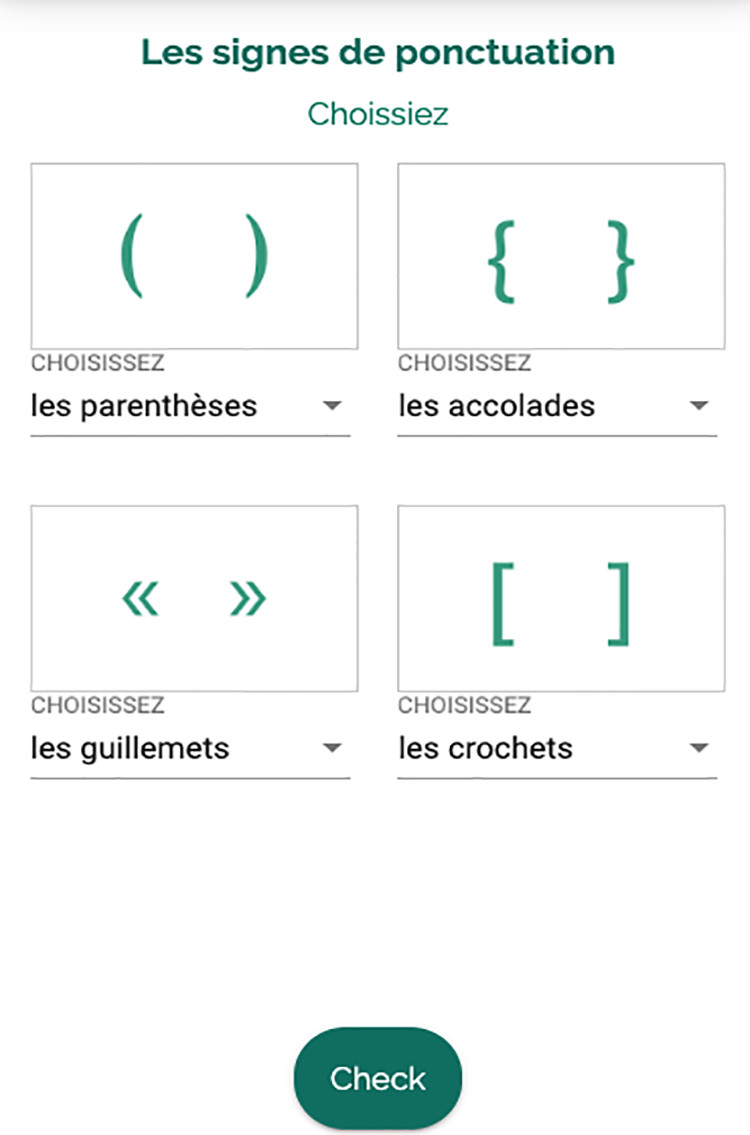 Les signes de ponctuation
Choissiez
( ) { }
CHOISISSEZ CHOISISSEZ
les parenthèses les accolades
« » [ ]
CHOISISSEZ CHOISISSEZ
les guillemets les crochets
Check